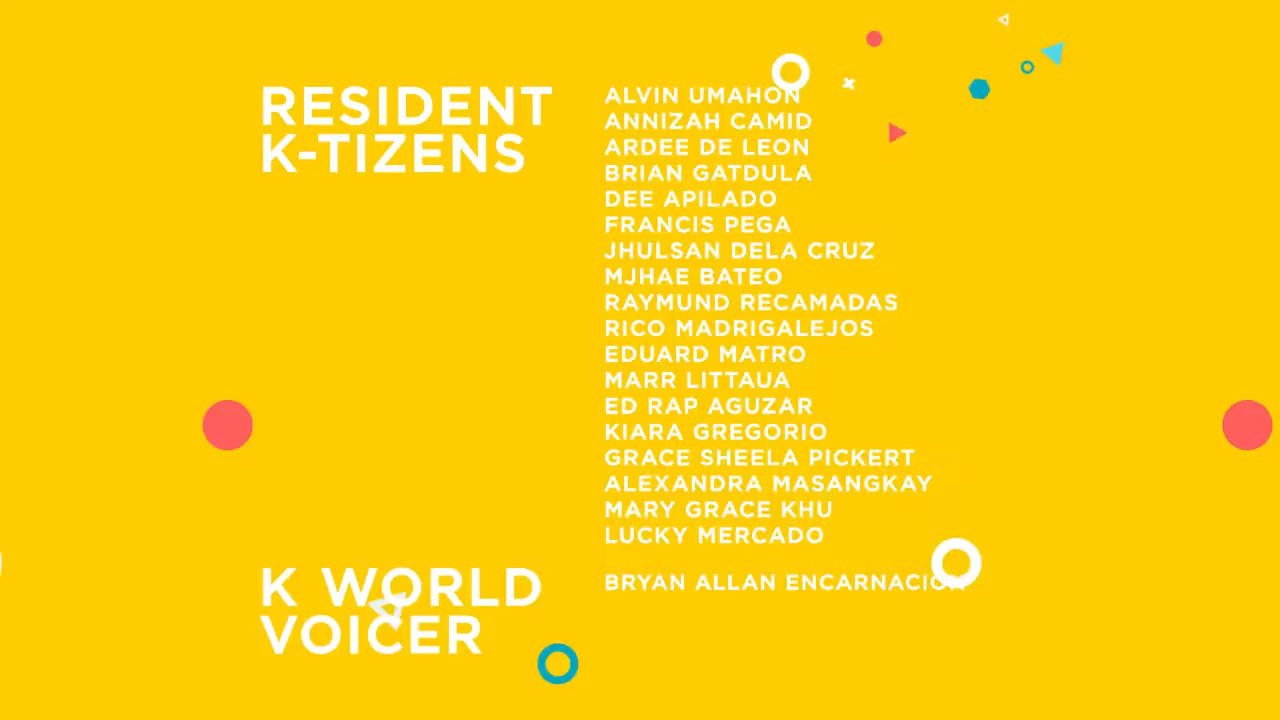 RESIDENT
K-TIZENS
ALVIN UMAHON
ANNIZAH CAMID
ARDEE DE LEON
BRIAN GATDULA
DEE APILADO
FRANCIS PEGA
JHULSAN DELA CRUZ
MJHAE BATEO
RAYMUND RECAMADAS
RICO MADRIGALEJOS
EDUARD MATRO
MARR LITTAUA
ED RAP AGUZAR
KIARA GREGORIO
GRACE SHEELA PICKERT
ALEXANDRA MASANGKAY
MARY GRACE KHU
LUCKY MERCADO
K WORLD
VOICER
BRYAN ALLAN ENCARNACION